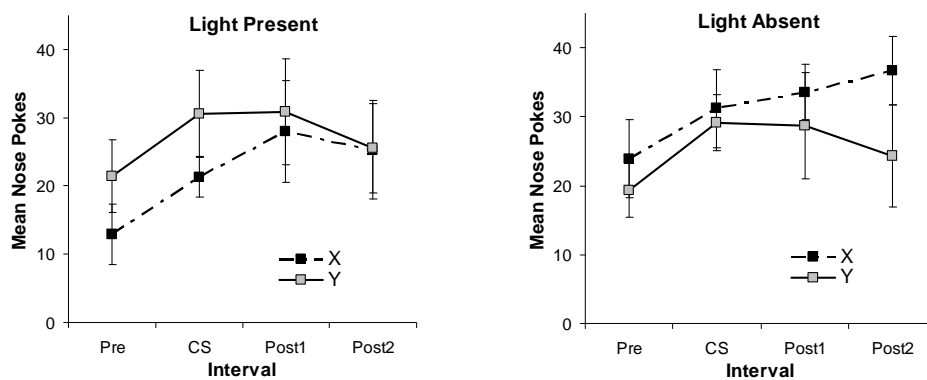 Light Present
Mean Nose Pokes
40
30
20
10
0
X
Y
Pre CS Post1 Post2
Interval
Light Absent
Mean Nose Pokes
40
30
20
10
0
X
Y
Pre CS Post1 Post2
Interval